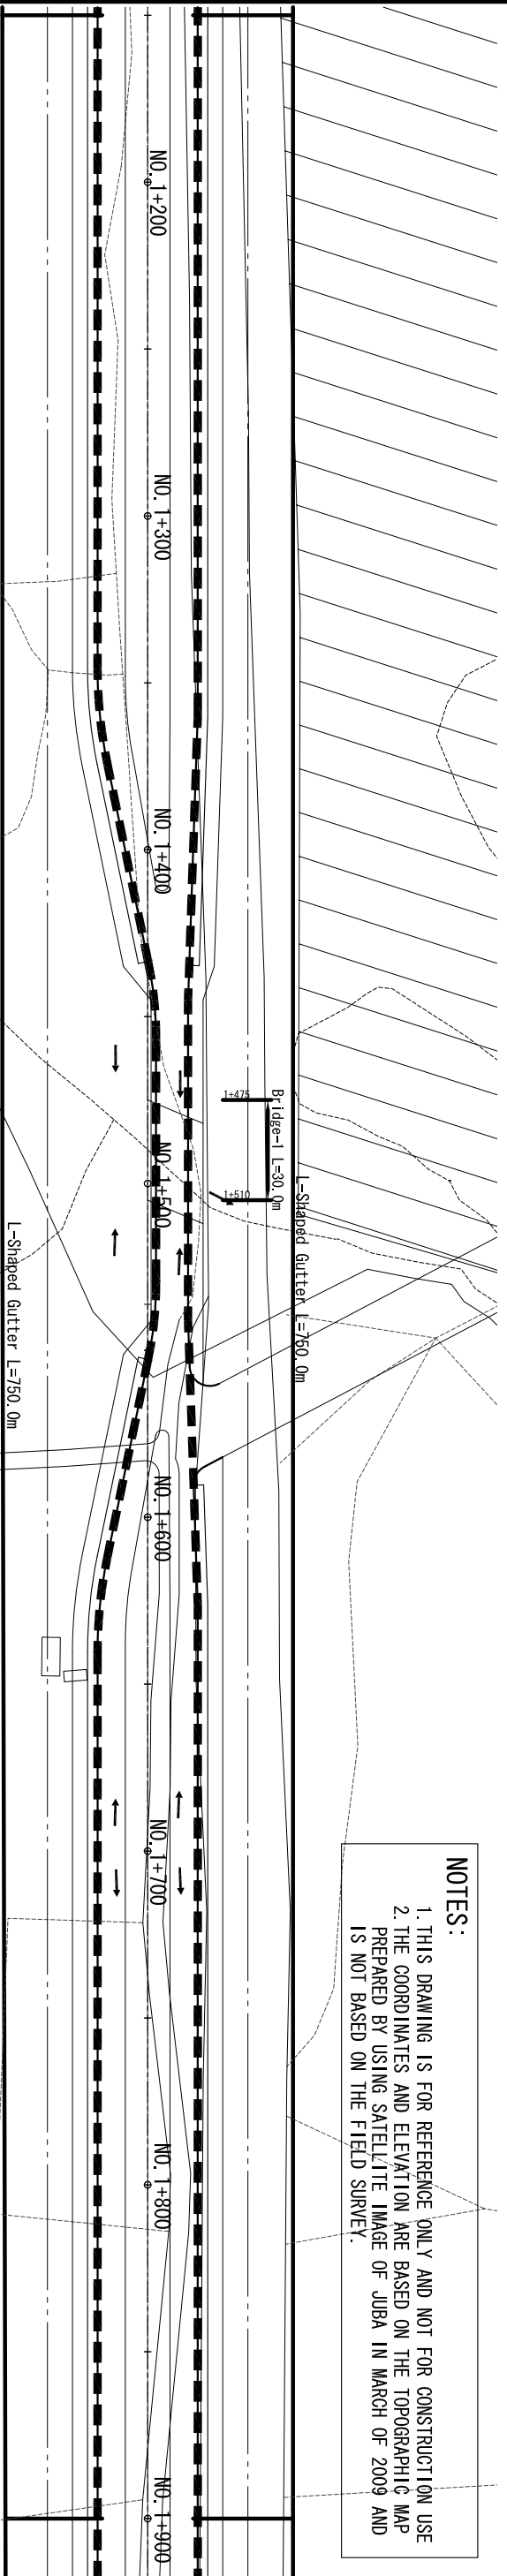 NO. 1+200
NO. 1+300
NO. 1+400
NO. 1+500
NO. 1+600
NO. 1+700
NO. 1+800
NO. 1+900
1+475
1+510
Bridge-1 L=30.0m
L-Shaped Gutter L=750.0m
L-Shaped Gutter L=750.0m
NOTES:
1. THIS DRAWING IS FOR REFERENCE ONLY AND NOT FOR CONSTRUCTION USE
2. THE COORDINATES AND ELEVATION ARE BASED ON THE TOPOGRAPHIC MAP
PREPARED BY USING SATELLITE IMAGE OF JUBA IN MARCH OF 2009 AND
IS NOT BASED ON THE FIELD SURVEY.